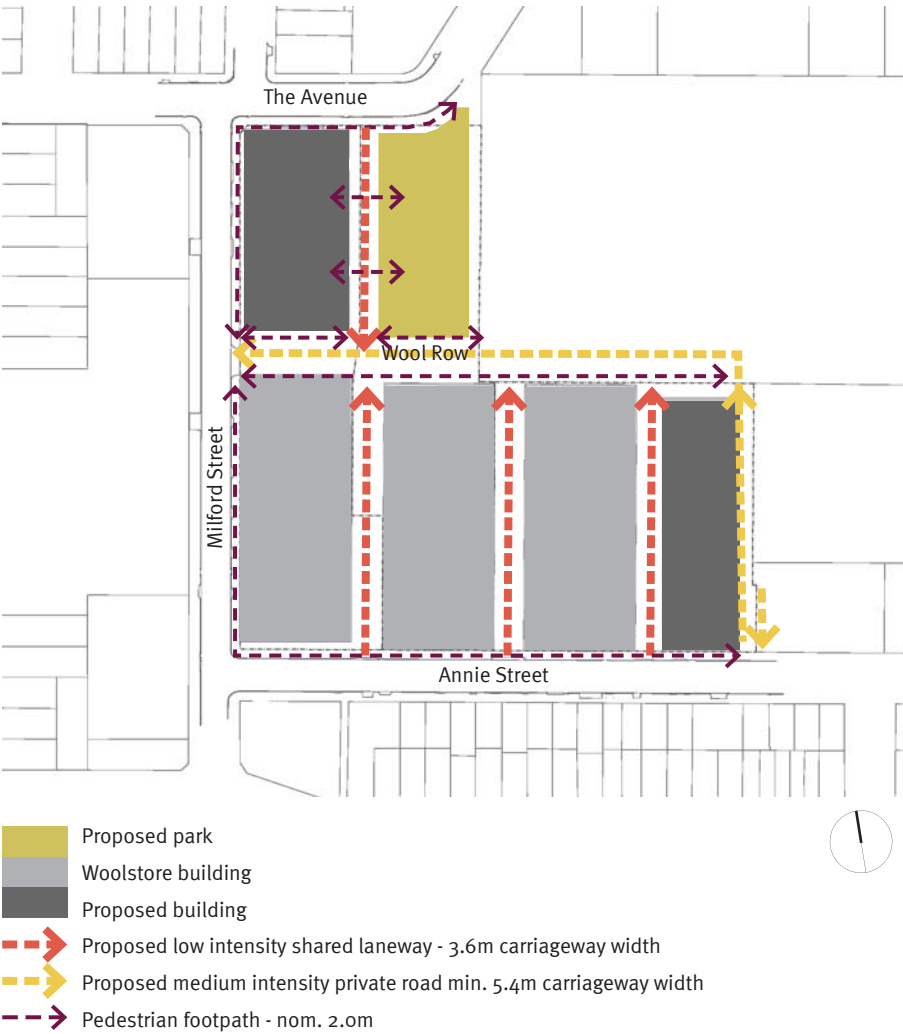 The Avenue
Wool Row
Milford Street
Annie Street
Proposed park
Woolstore building
Proposed building
Proposed low intensity shared laneway - 3.6m carriageway width
Proposed medium intensity private road min. 5.4m carriageway width
Pedestrian footpath - nom. 2.0m